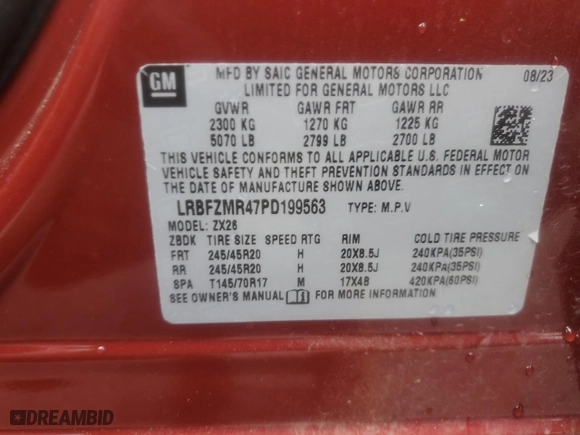 GM
MFD BY SAIC GENERAL MOTORS CORPORATION 08/23
LIMITED FOR GENERAL MOTORS LLC
GVWR GAWR FRT GAWR RR
2300 KG 1270 KG 1225 KG
5070 LB 2799 LB 2700 LB
THIS VEHICLE CONFORMS TO ALL APPLICABLE U.S. FEDERAL MOTOR
VEHICLE SAFETY AND THEFT PREVENTION STANDARDS IN EFFECT ON
THE DATE OF MANUFACTURE SHOWN ABOVE.
LRBFZMR47PD199563 TYPE: M.P.V
MODEL: ZX26
ZBDK TIRE SIZE SPEED RTG RIM COLD TIRE PRESSURE
FRT 245/45R20 H 20X8.5J 240KPA(35PSI)
RR 245/45R20 H 20X8.5J 240KPA(35PSI)
SPA T145/70R17 M 17X4B 420KPA(60PSI)
SEE OWNER'S MANUAL FOR MORE INFORMATION
DREAMBID